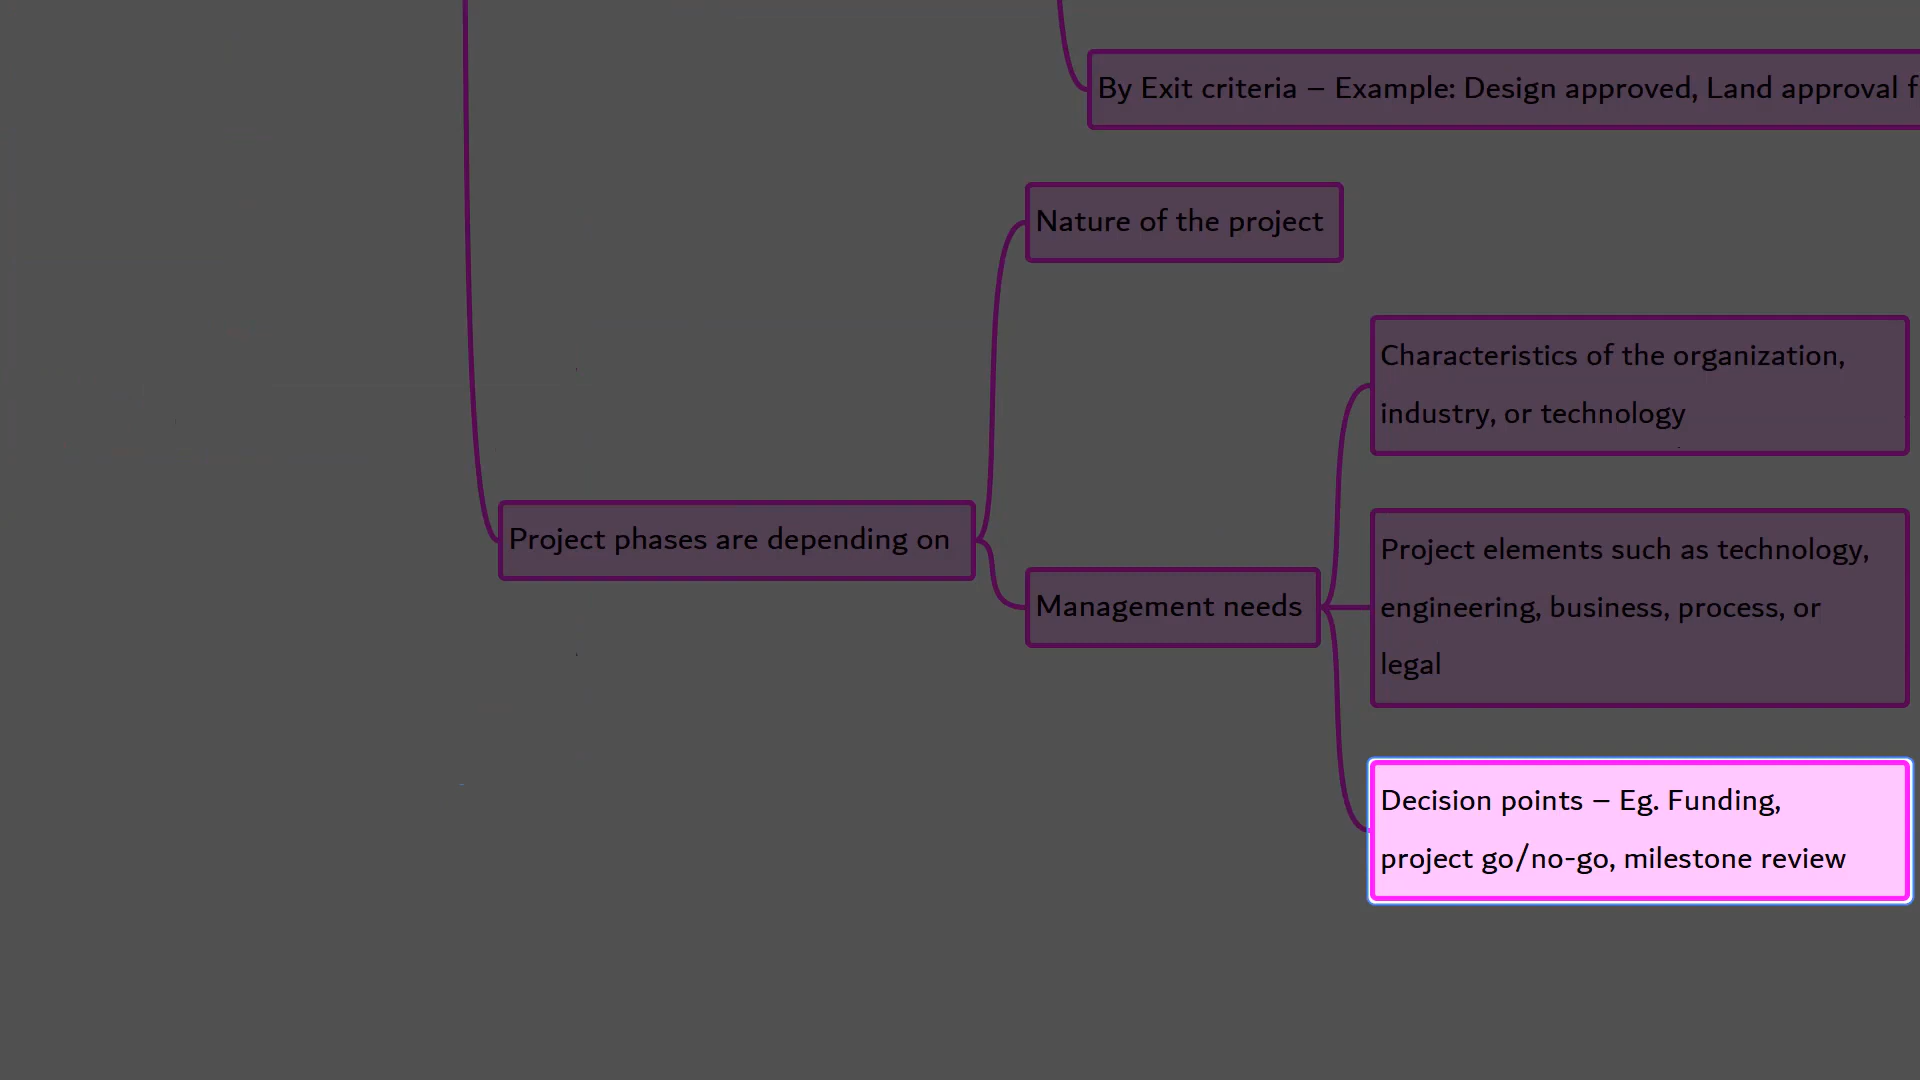 By Exit criteria – Example: Design approved, Land approval
Nature of the project
Characteristics of the organization,
industry, or technology
Project phases are depending on
Management needs
Project elements such as technology,
engineering, business, process, or
legal
Decision points – Eg. Funding,
project go/no-go, milestone review